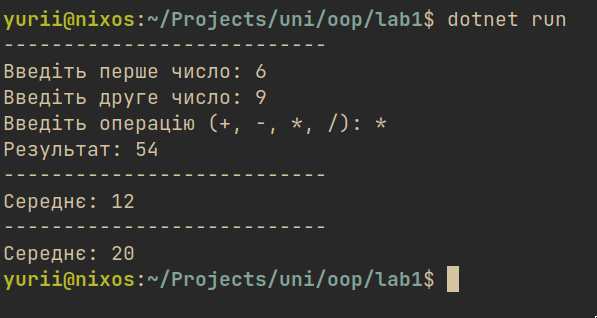 yurii@nixos:~/Projects/uni/oop/lab1$ dotnet run
---------------------------
Введіть перше число: 6
Введіть друге число: 9
Введіть операцію (+, -, *, /): *
Результат: 54
---------------------------
Середнє: 12
---------------------------
Середнє: 20
yurii@nixos:~/Projects/uni/oop/lab1$